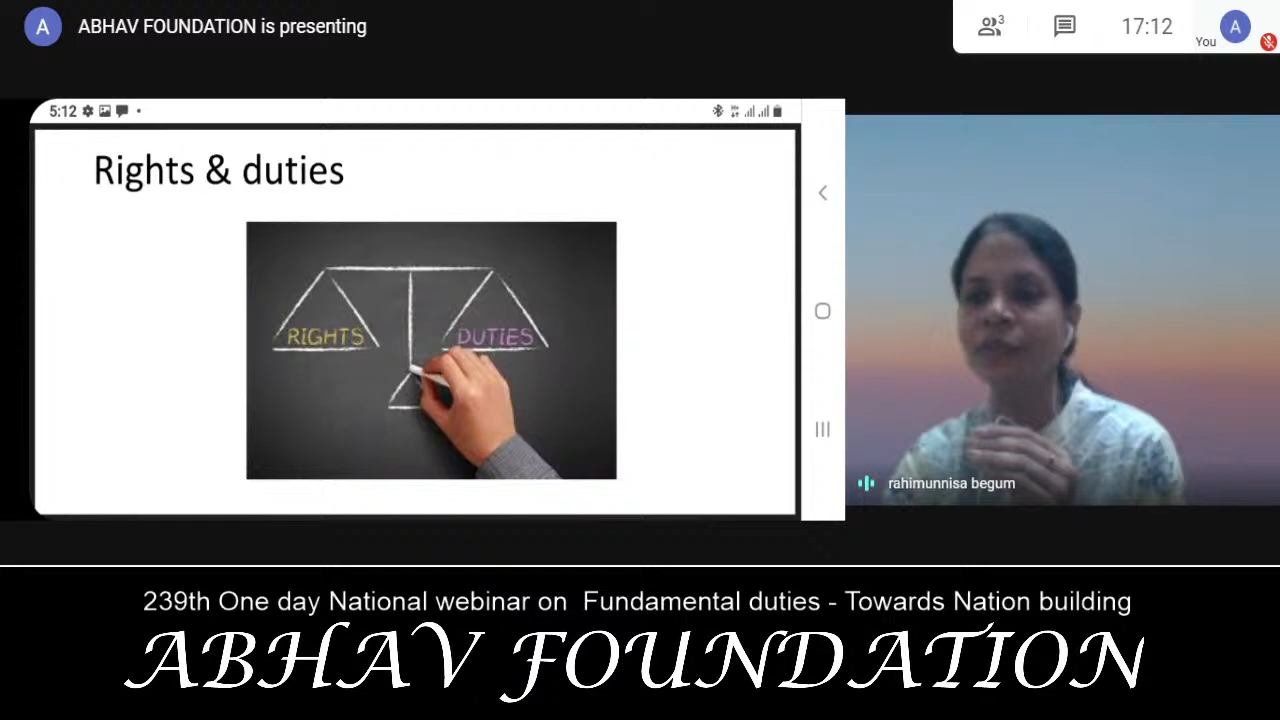 A ABHAV FOUNDATION is presenting
3
17:12
You A
5:12
Rights & duties
RIGHTS DUTIES
rahimunnisa begum
239th One day National webinar on Fundamental duties - Towards Nation building
ABHAV FOUNDATION